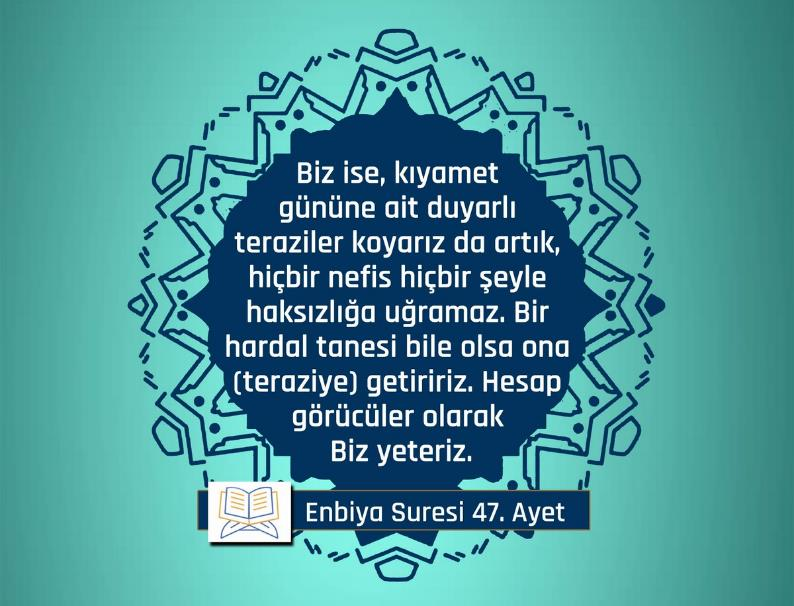 Biz ise, kıyamet
gününe ait duyarlı
teraziler koyarız da artık,
hiçbir nefis hiçbir şeyle
haksızlığa uğramaz. Bir
hardal tanesi bile olsa ona
(teraziye) getiririz. Hesap
görücüler olarak
Biz yeteriz.
Enbiya Suresi 47. Ayet